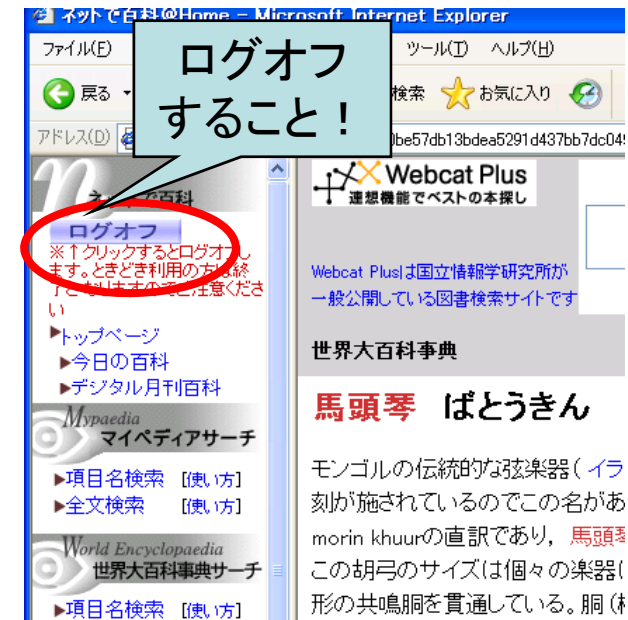 ネットで百科@Home - Microsoft Internet Explorer
ファイル(F) ツール(T) ヘルプ(H)
戻る 検索 お気に入り
アドレス(D) be57db13bdea5291d437bb7dc049
ログオフ
すること！
ネットで百科
ログオフ
※↑クリックするとログオフし
ます。ときどき利用の方は終
了となりますのでご注意くださ
い
トップページ
今日の百科
デジタル月刊百科
Mypaedia
マイペディアサーチ
項目名検索 [使い方]
全文検索 [使い方]
World Encyclopaedia
世界大百科事典サーチ
項目名検索 [使い方]
Webcat Plus
連想機能でベストの本探し
Webcat Plusは国立情報学研究所が
一般公開している図書検索サイトです
世界大百科事典
馬頭琴 ばとうきん
モンゴルの伝統的な弦楽器(イラ
刻が施されているのでこの名があ
morin khuurの直訳であり，馬頭琴
この胡弓のサイズは個々の楽器(
形の共鳴胴を貫通している。胴(